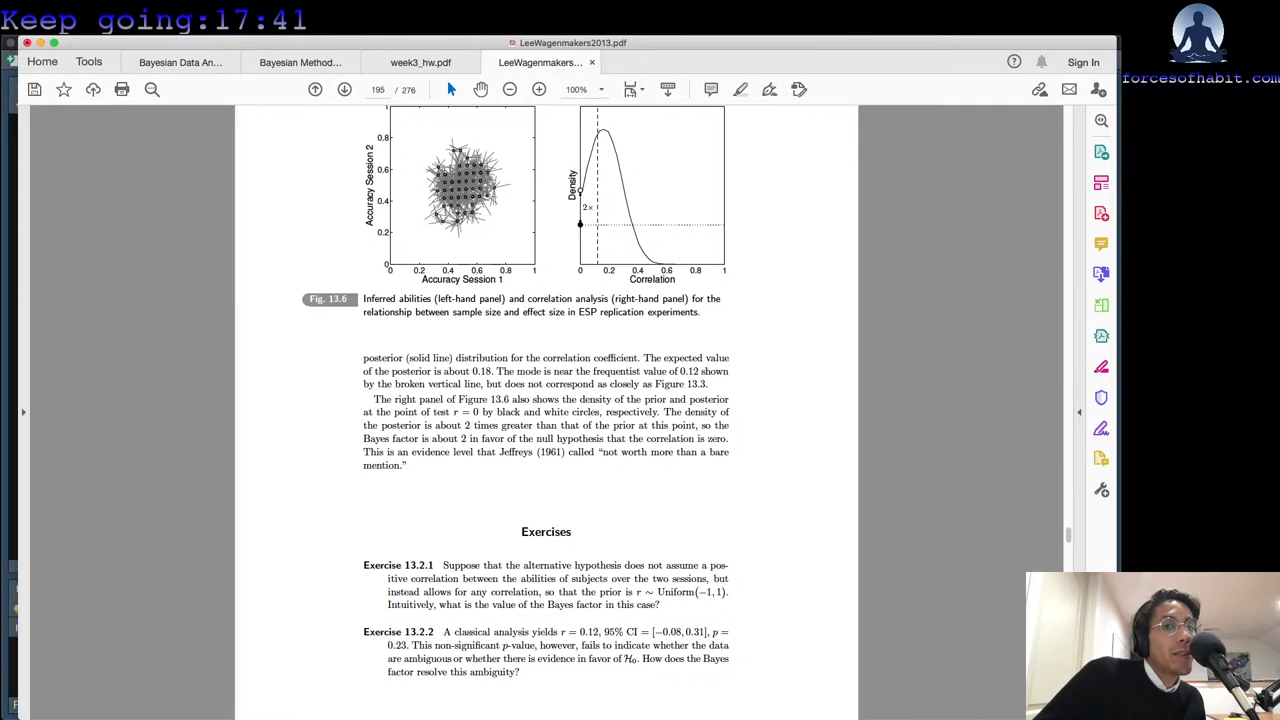 Keep going:17:41
forcesofhabit.com
LeeWagenmakers2013.pdf
Home
Tools
Bayesian Data An...
Bayesian Method...
week3_hw.pdf
LeeWagenmakers...
Sign In
195 / 276
100%
Accuracy Session 2
0.8
0.6
0.4
0.2
0
0 0.2 0.4 0.6 0.8 1
Accuracy Session 1
Density
2×
0 0.2 0.4 0.6 0.8 1
Correlation
Fig. 13.6
Inferred abilities (left-hand panel) and correlation analysis (right-hand panel) for the
relationship between sample size and effect size in ESP replication experiments.
posterior (solid line) distribution for the correlation coefficient. The expected value
of the posterior is about 0.18. The mode is near the frequentist value of 0.12 shown
by the broken vertical line, but does not correspond as closely as Figure 13.3.
The right panel of Figure 13.6 also shows the density of the prior and posterior
at the point of test r = 0 by black and white circles, respectively. The density of
the posterior is about 2 times greater than that of the prior at this point, so the
Bayes factor is about 2 in favor of the null hypothesis that the correlation is zero.
This is an evidence level that Jeffreys (1961) called “not worth more than a bare
mention.”
Exercises
Exercise 13.2.1 Suppose that the alternative hypothesis does not assume a pos-
itive correlation between the abilities of subjects over the two sessions, but
instead allows for any correlation, so that the prior is r ∼ Uniform(−1, 1).
Intuitively, what is the value of the Bayes factor in this case?
Exercise 13.2.2 A classical analysis yields r = 0.12, 95% CI = [−0.08, 0.31], p =
0.23. This non-significant p-value, however, fails to indicate whether the data
are ambiguous or whether there is evidence in favor of H0. How does the Bayes
factor resolve this ambiguity?